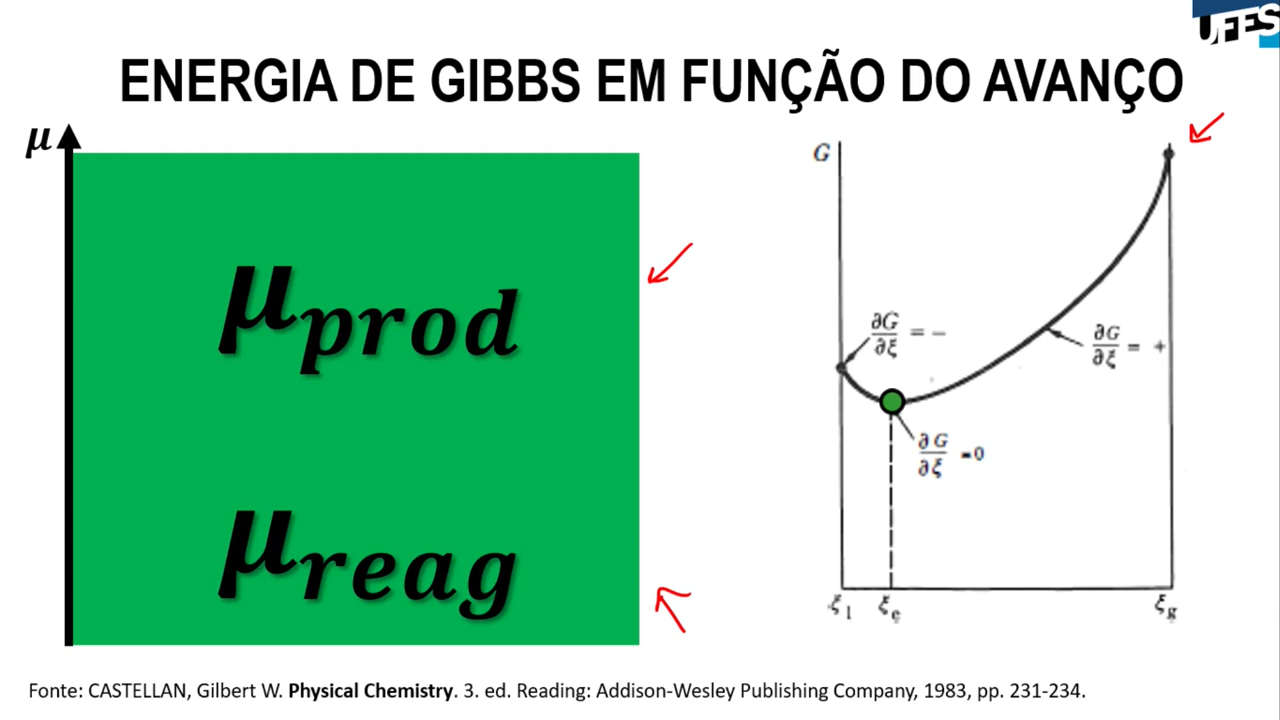 UFES
ENERGIA DE GIBBS EM FUNÇÃO DO AVANÇO
μ
μprod
μreag
G
∂G/∂ξ = −
∂G/∂ξ = +
∂G/∂ξ =0
ξl ξe ξg
Fonte: CASTELLAN, Gilbert W. Physical Chemistry. 3. ed. Reading: Addison-Wesley Publishing Company, 1983, pp. 231-234.